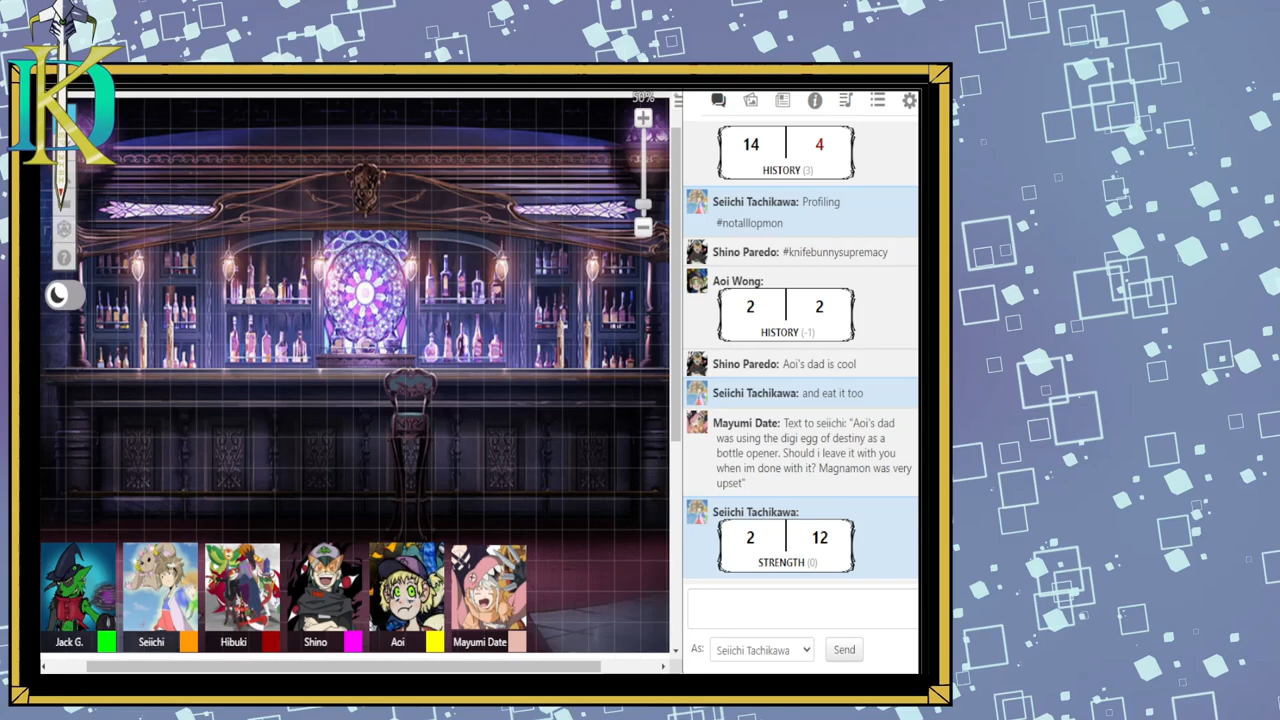 KD
50%
14 4
HISTORY (3)
Seiichi Tachikawa: Profiling
#notalllopmon
Shino Paredo: #knifebunnysupremacy
Aoi Wong:
2 2
HISTORY (-1)
Shino Paredo: Aoi's dad is cool
Seiichi Tachikawa: and eat it too
Mayumi Date: Text to seiichi: "Aoi's dad
was using the digi egg of destiny as a
bottle opener. Should i leave it with you
when im done with it? Magnamon was very
upset"
Seiichi Tachikawa:
2 12
STRENGTH (0)
Jack G. Seiichi Hibuki Shino Aoi Mayumi Date
As: Seiichi Tachikawa Send